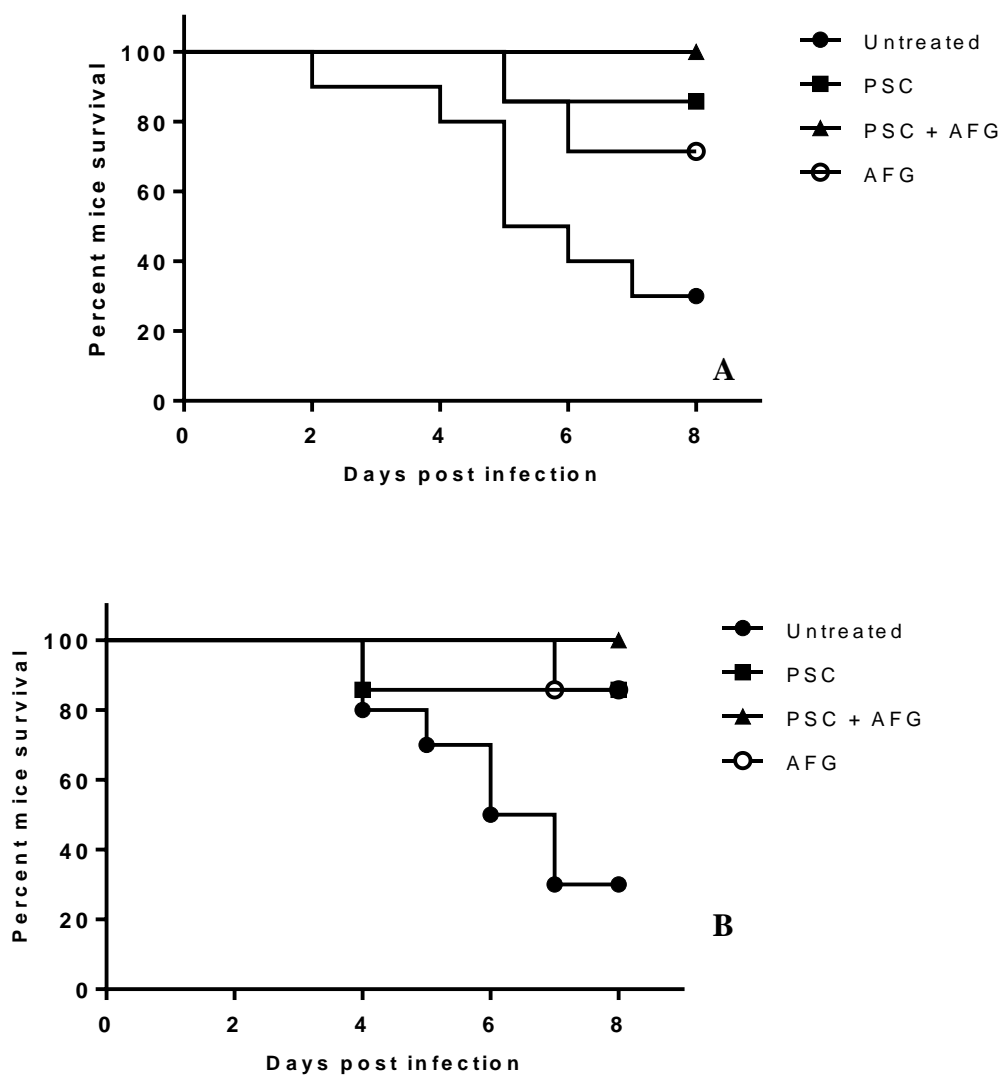 Percent mice survival
100
80
60
40
20
0
0 2 4 6 8
Days post infection
Untreated
PSC
PSC + AFG
AFG
A
Percent mice survival
100
80
60
40
20
0
0 2 4 6 8
Days post infection
Untreated
PSC
PSC + AFG
AFG
B